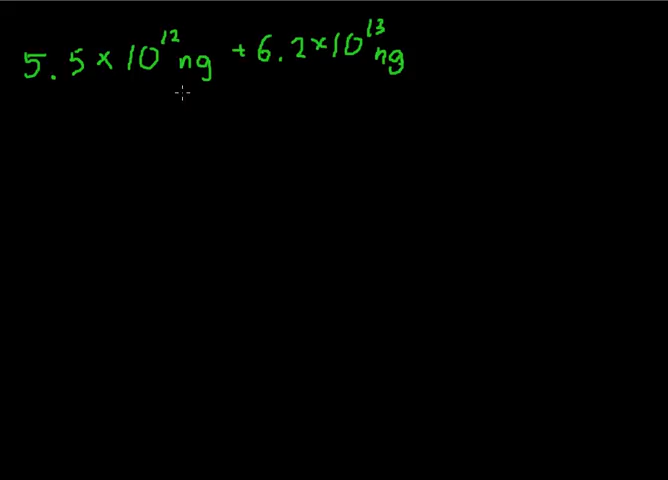 5.5 × 10¹² ng + 6.2 × 10¹³ ng